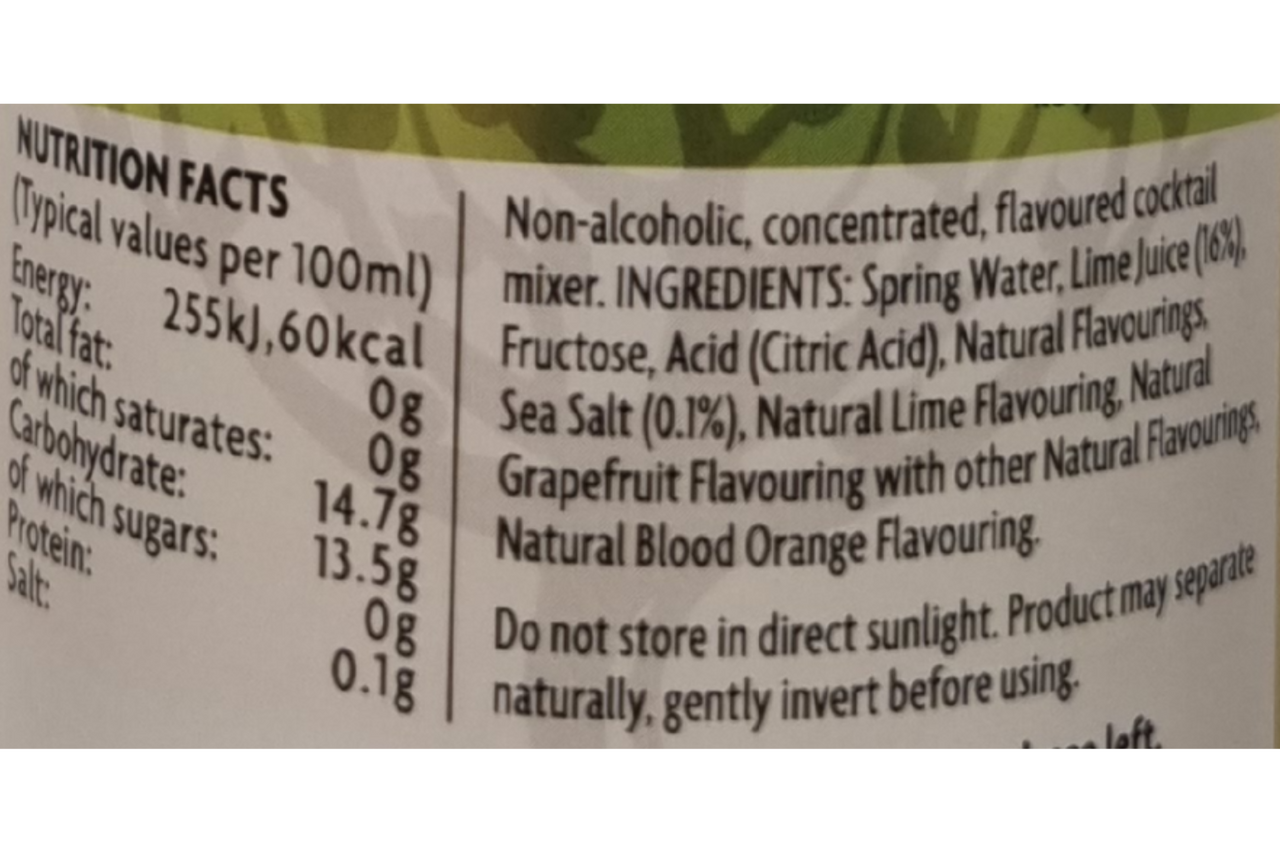 NUTRITION FACTS
(Typical values per 100ml)
Energy: 255kJ,60kcal
Total fat: 0g
of which saturates: 0g
Carbohydrate: 14.7g
of which sugars: 13.5g
Protein: 0g
Salt: 0.1g
Non-alcoholic, concentrated, flavoured cocktail
mixer. INGREDIENTS: Spring Water, Lime Juice (16%),
Fructose, Acid (Citric Acid), Natural Flavourings,
Sea Salt (0.1%), Natural Lime Flavouring, Natural
Grapefruit Flavouring with other Natural Flavourings,
Natural Blood Orange Flavouring.
Do not store in direct sunlight. Product may separate
naturally, gently invert before using.
left.